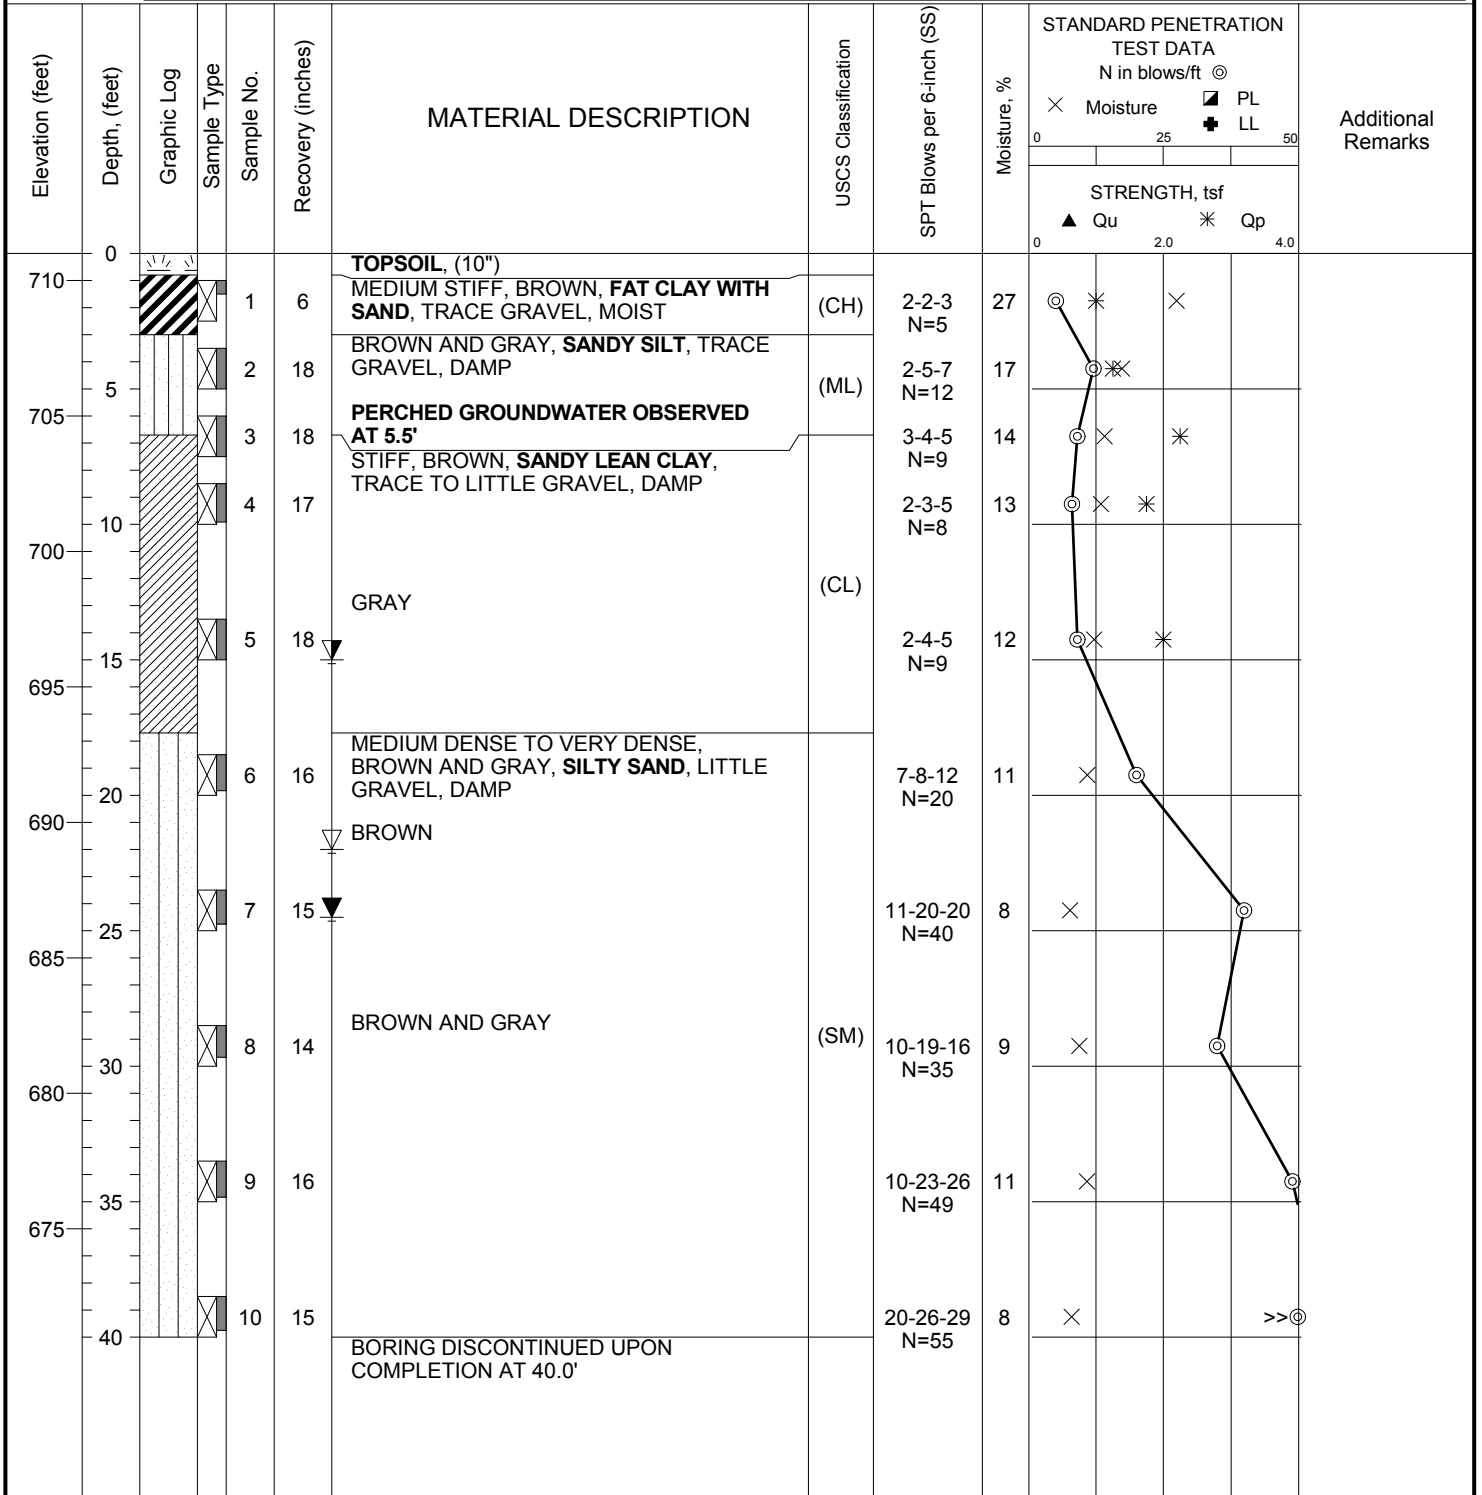 Elevation (feet)
Depth, (feet)
Graphic Log
Sample Type
Sample No.
Recovery (inches)
MATERIAL DESCRIPTION
USCS Classification
SPT Blows per 6-inch (SS)
Moisture, %
STANDARD PENETRATION
TEST DATA
N in blows/ft
Moisture
PL
LL
0 25 50
STRENGTH, tsf
Qu Qp
0 2.0 4.0
Additional
Remarks
0
TOPSOIL, (10")
710
MEDIUM STIFF, BROWN, FAT CLAY WITH
SAND, TRACE GRAVEL, MOIST
1 6 (CH) 2-2-3 27
N=5
BROWN AND GRAY, SANDY SILT, TRACE
GRAVEL, DAMP
2 18 (ML) 2-5-7 17
N=12
5
705
PERCHED GROUNDWATER OBSERVED
AT 5.5'
3 18 3-4-5 14
N=9
STIFF, BROWN, SANDY LEAN CLAY,
TRACE TO LITTLE GRAVEL, DAMP
4 17 2-3-5 13
N=8
10
700
(CL)
GRAY
5 18 2-4-5 12
N=9
15
695
MEDIUM DENSE TO VERY DENSE,
BROWN AND GRAY, SILTY SAND, LITTLE
GRAVEL, DAMP
6 16 7-8-12 11
N=20
20
690
BROWN
7 15 11-20-20 8
N=40
25
685
BROWN AND GRAY
8 14 (SM) 10-19-16 9
N=35
30
680
9 16 10-23-26 11
N=49
35
675
10 15 20-26-29 8 >>
N=55
40
BORING DISCONTINUED UPON
COMPLETION AT 40.0'